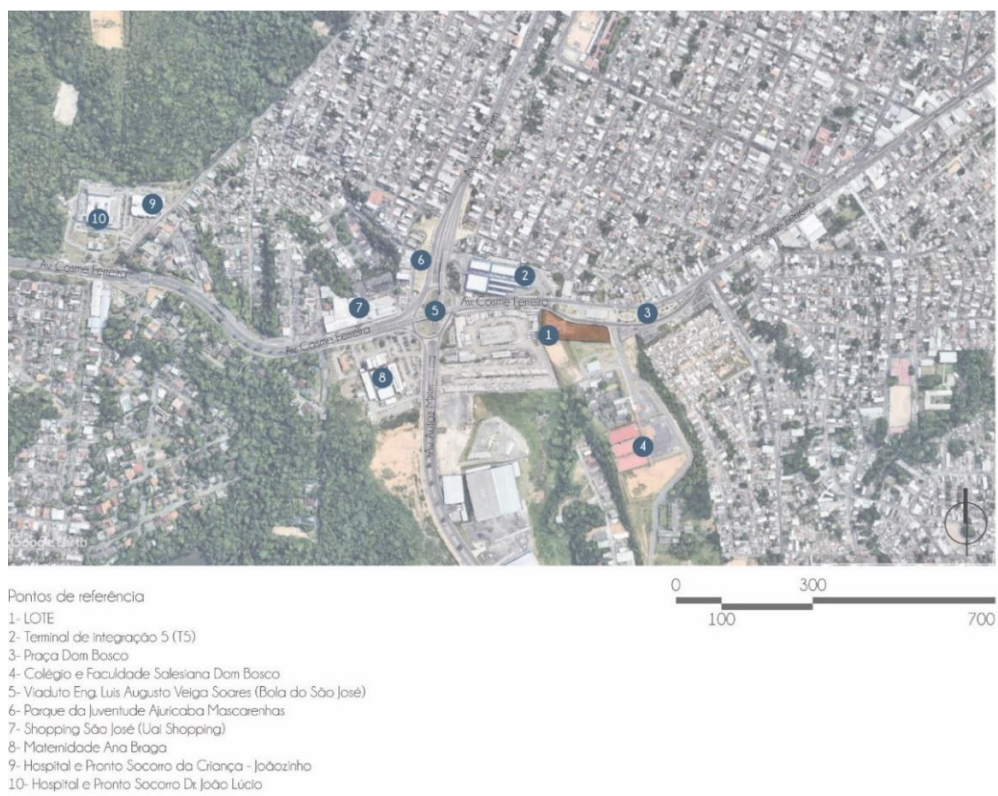 10
9
6
2
Av. Cosme Ferreira
7
5
Av. Cosme Ferreira
3
1
Av. Cosme Ferreira
8
4
Google Earth
Pontos de referência
1- LOTE
2- Terminal de integração 5 (T5)
3- Praça Dom Bosco
4- Colégio e Faculdade Salesiana Dom Bosco
5- Viaduto Eng. Luis Augusto Veiga Soares (Bola do São José)
6- Parque da Juventude Ajuricaba Mascarenhas
7- Shopping São José (Uai Shopping)
8- Maternidade Ana Braga
9- Hospital e Pronto Socorro da Criança - Joãozinho
10- Hospital e Pronto Socorro Dr. João Lúcio
0 300
100 700